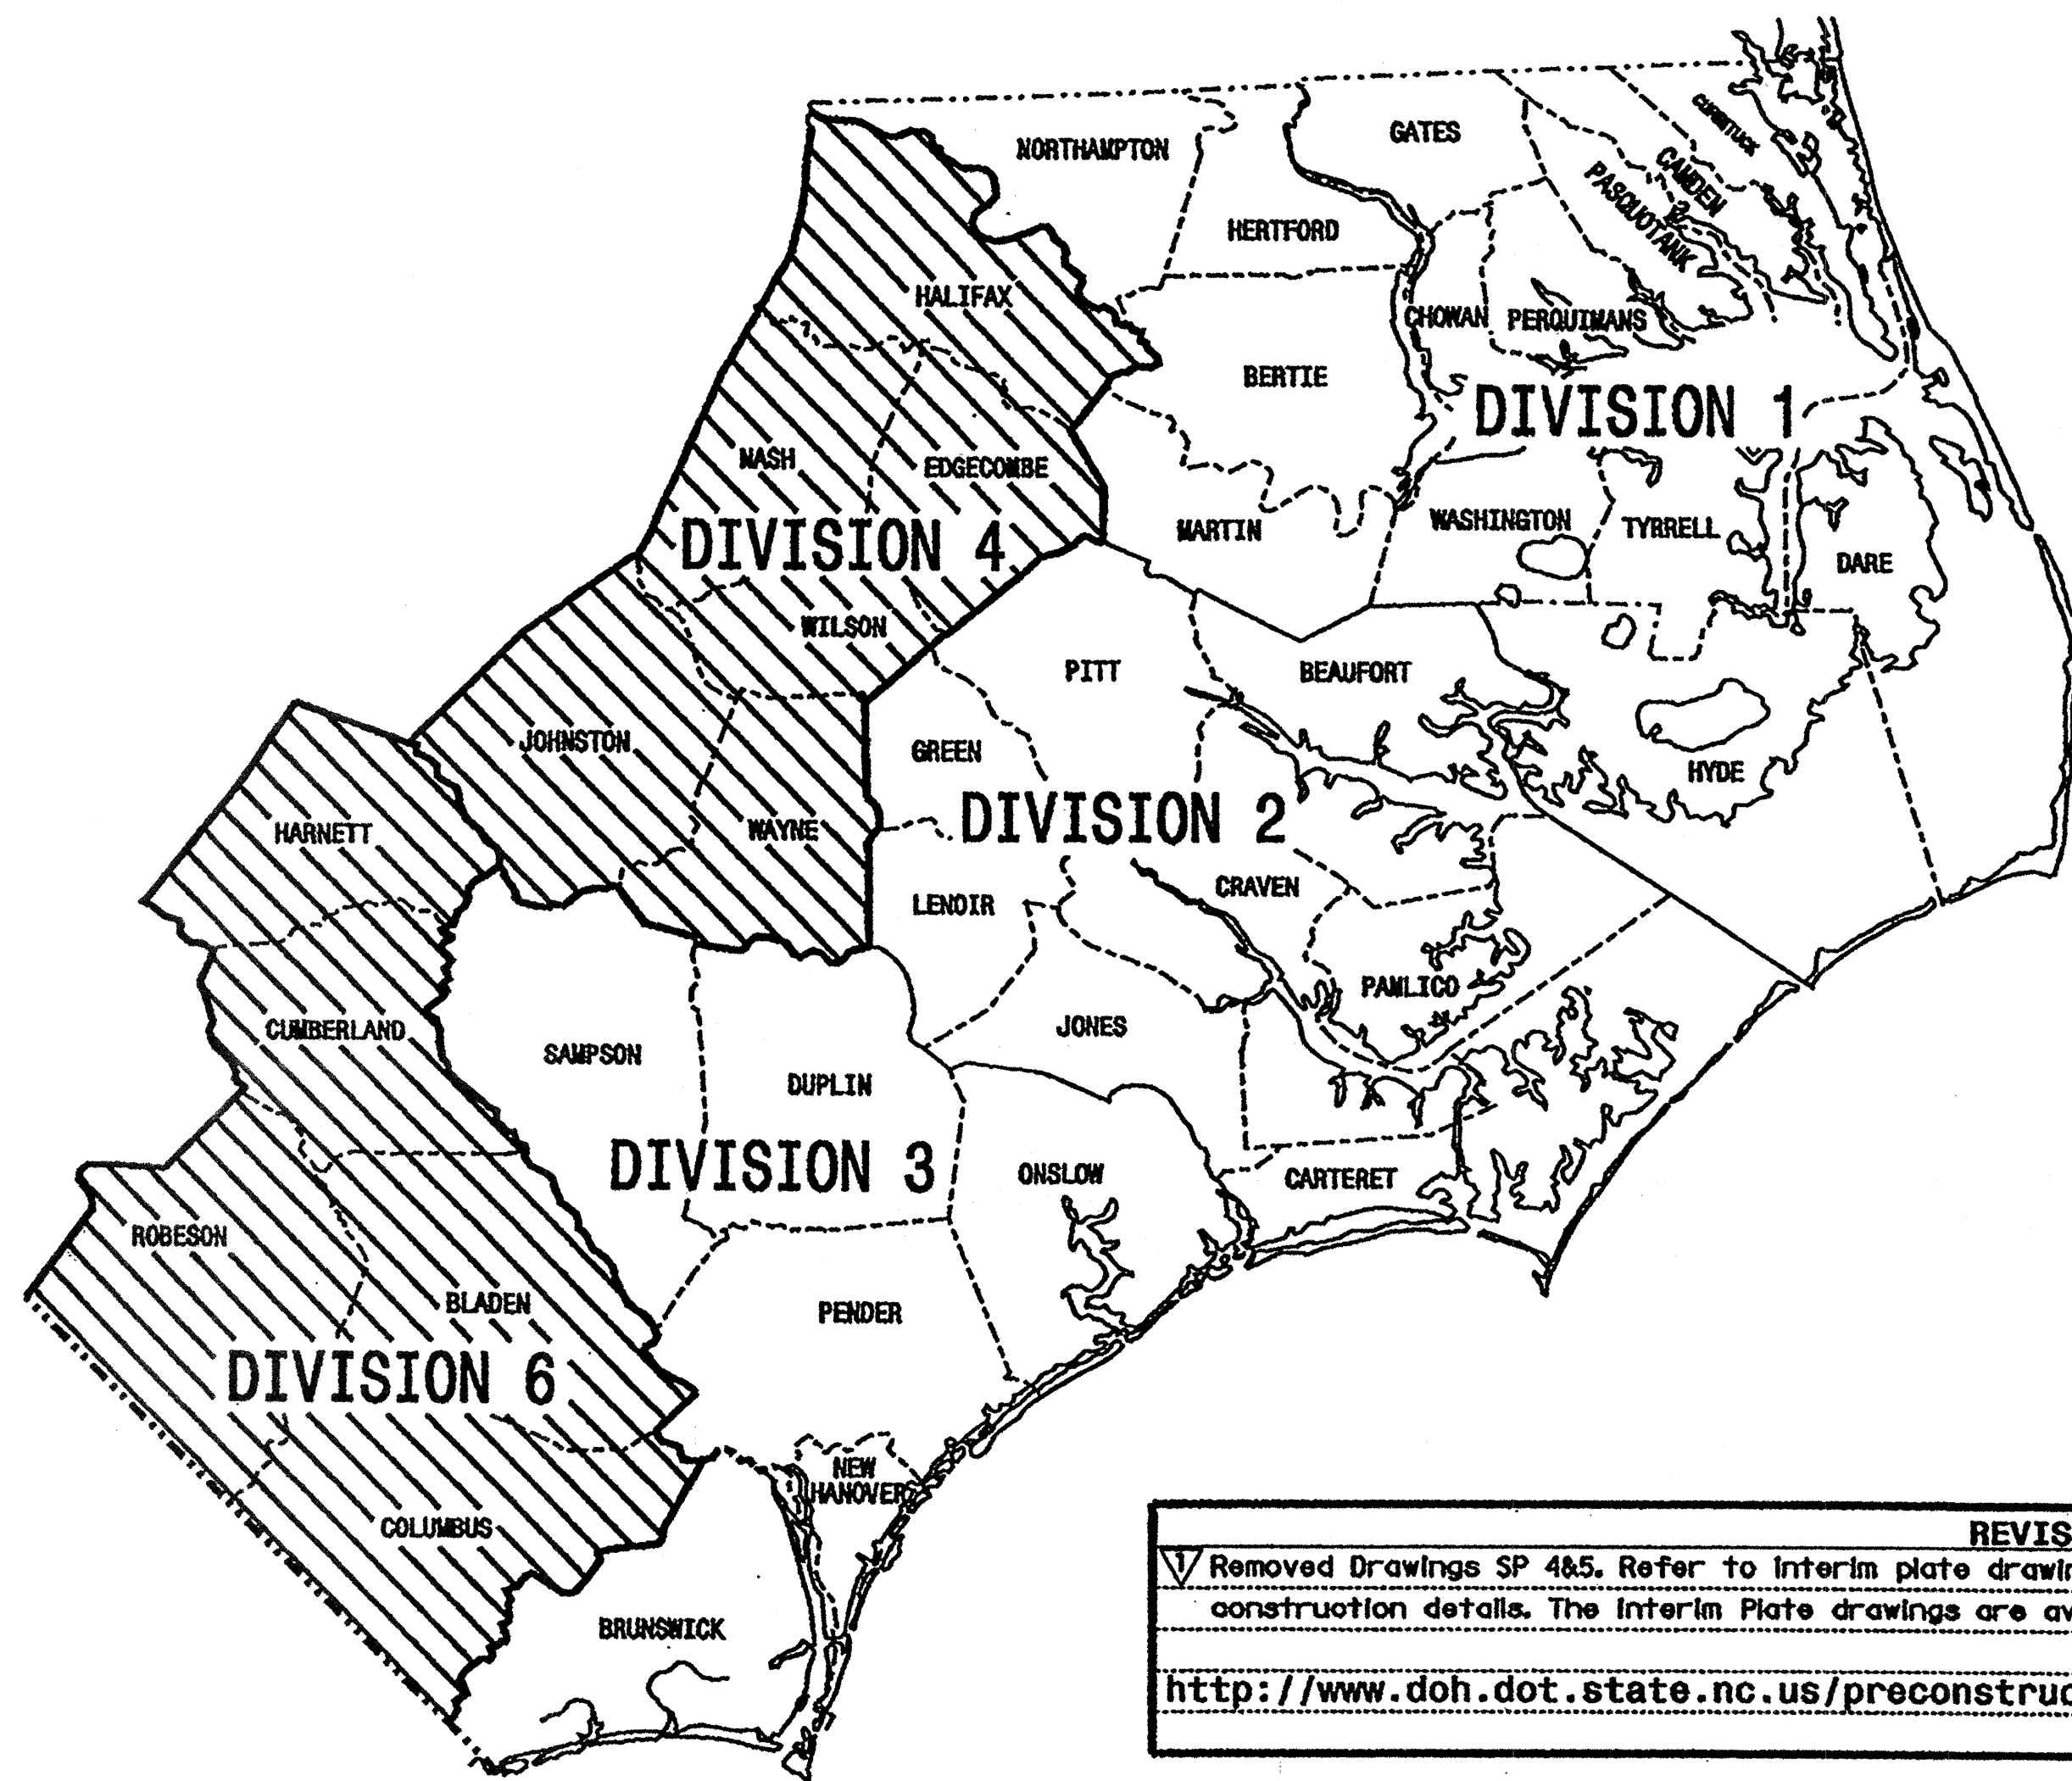 NORTHAMPTON
GATES
CURRITUCK
CAMDEN
PASQUOTANK
HERTFORD
HALIFAX
CHOWAN
PERQUIMANS
BERTIE
DIVISION 1
NASH
EDGECOMBE
MARTIN
WASHINGTON
TYRRELL
DARE
DIVISION 4
WILSON
PITT
BEAUFORT
JOHNSTON
GREEN
HYDE
HARNETT
WAYNE
DIVISION 2
LENOIR
CRAVEN
PAMLICO
CUMBERLAND
SAMPSON
JONES
DUPLIN
DIVISION 3
ONSLOW
CARTERET
ROBESON
BLADEN
PENDER
DIVISION 6
NEW
HANOVER
COLUMBUS
BRUNSWICK
REVIS
1 Removed Drawings SP 4&5. Refer to interim plate drawin
construction details. The Interim Plate drawings are av
http://www.doh.dot.state.nc.us/preconstruc